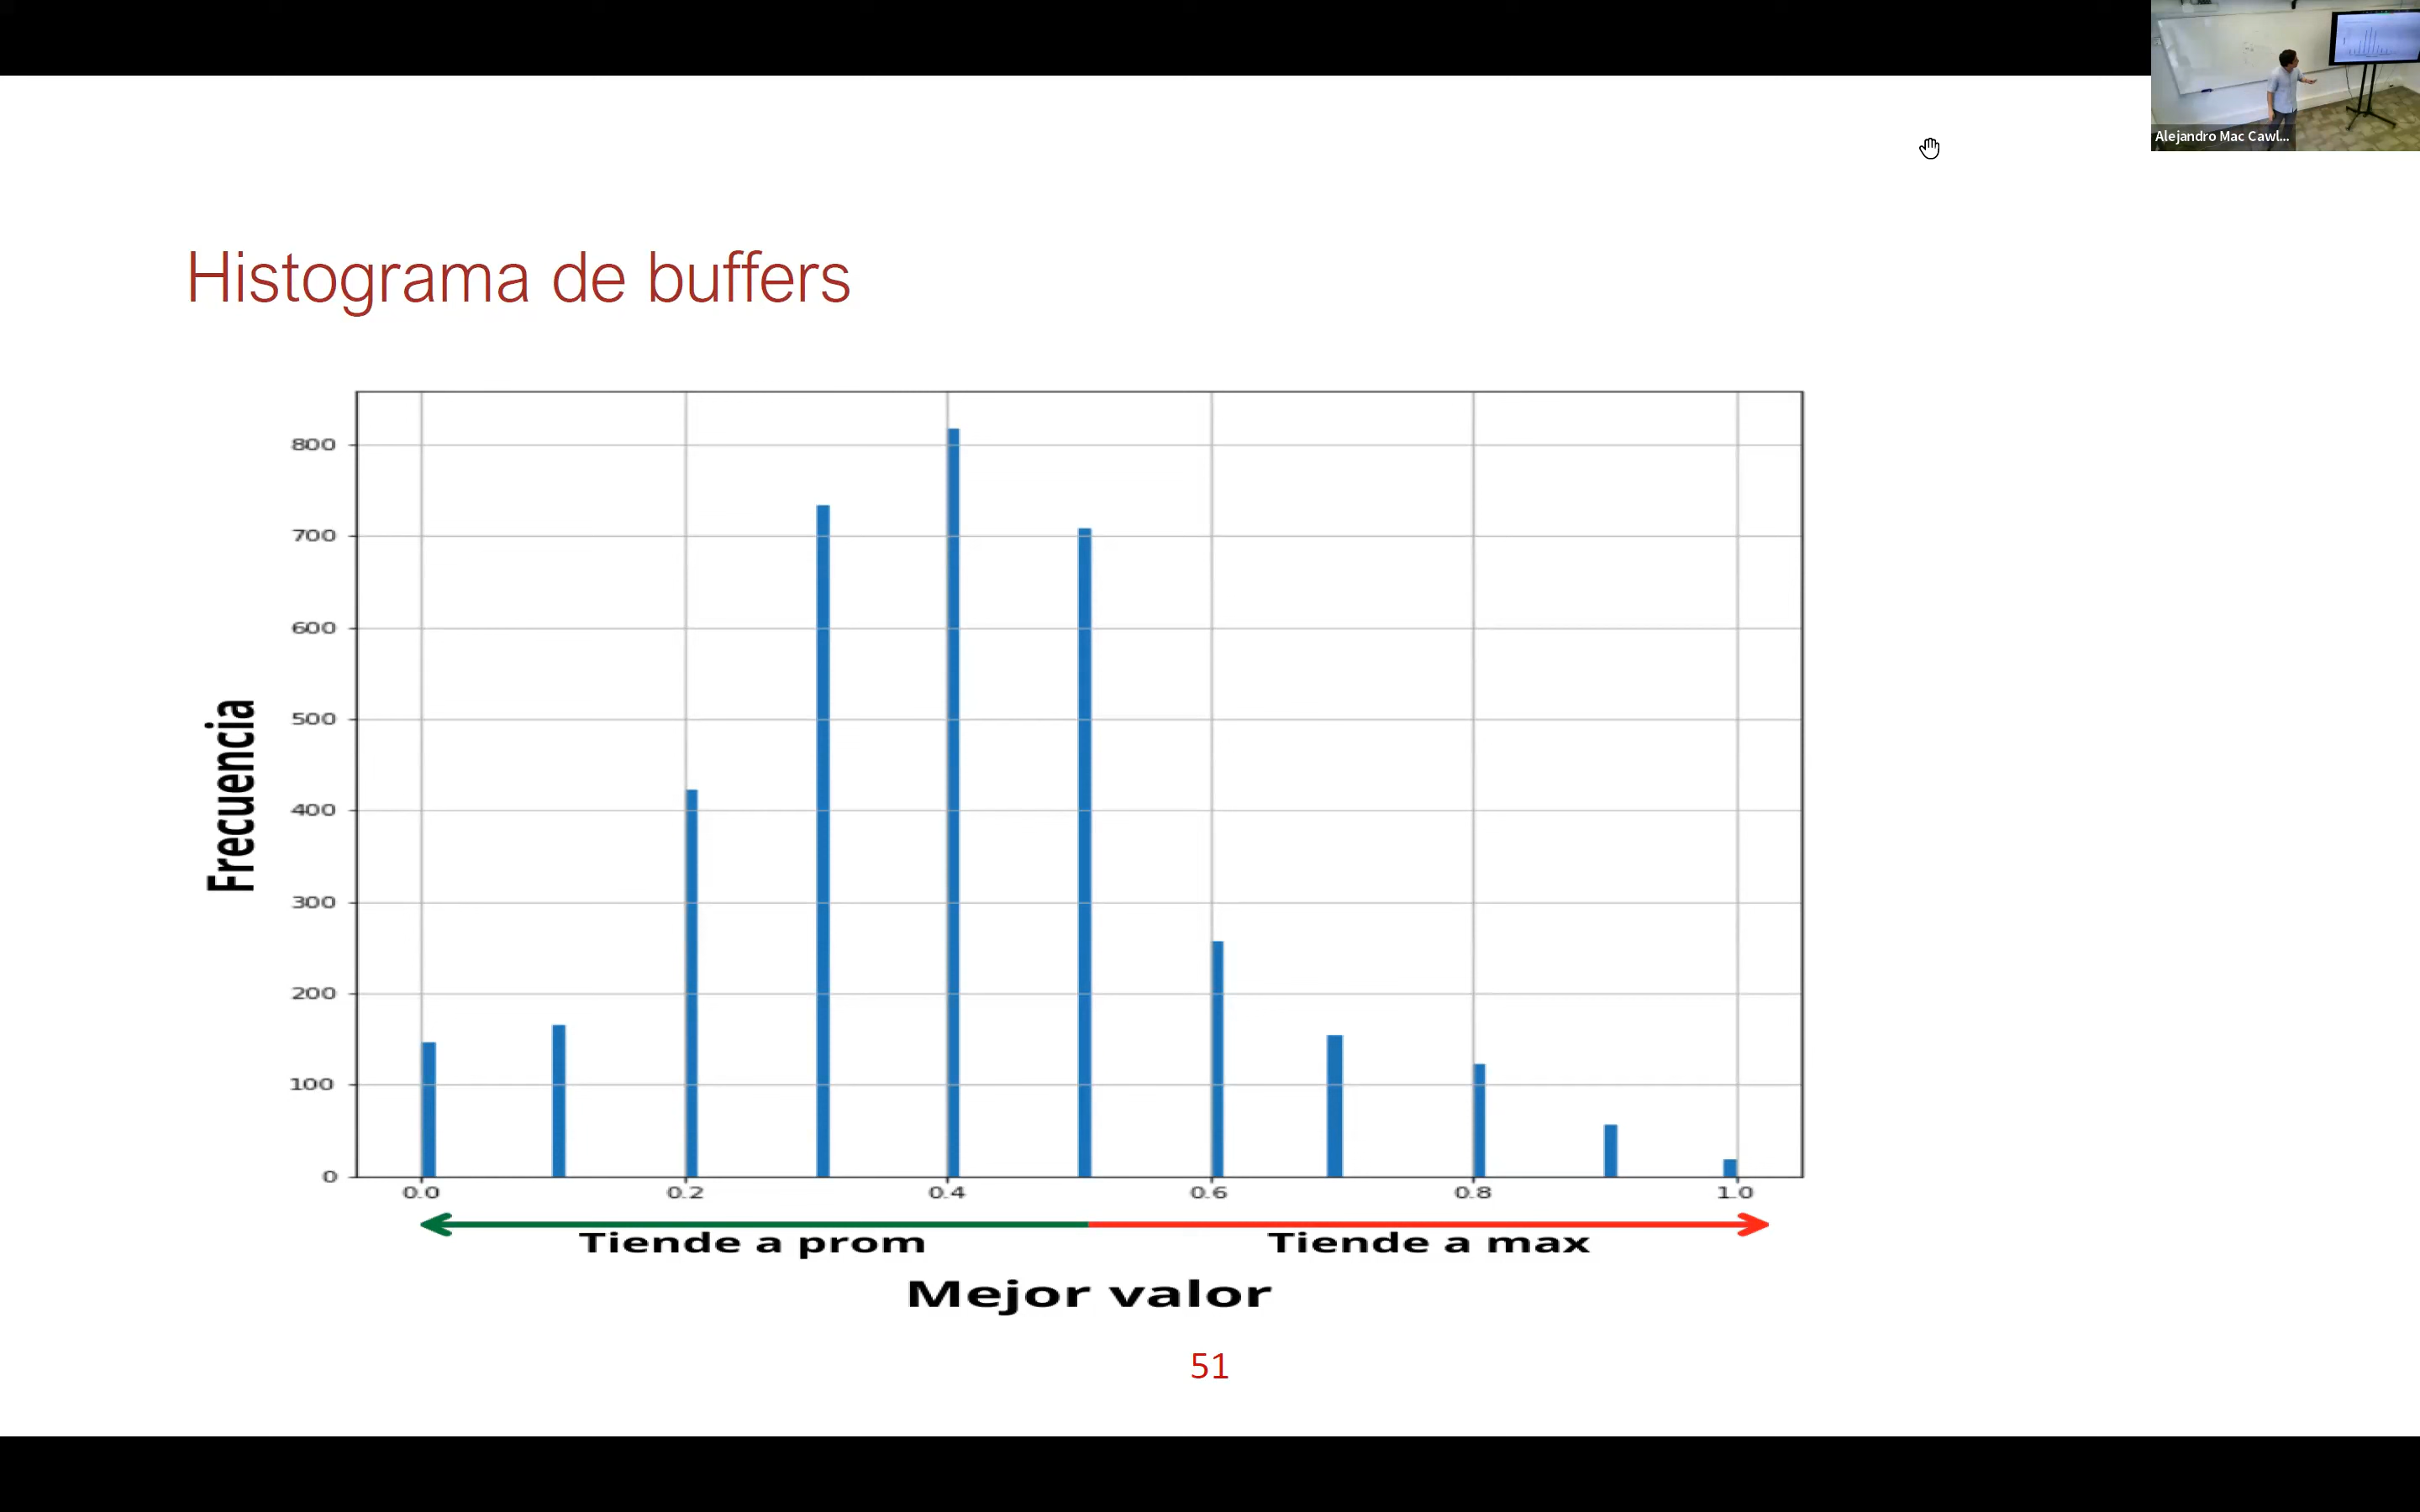 Alejandro Mac Cawl...
Histograma de buffers
Frecuencia
800
700
600
500
400
300
200
100
0
0.0 0.2 0.4 0.6 0.8 1.0
Tiende a prom Tiende a max
Mejor valor
51